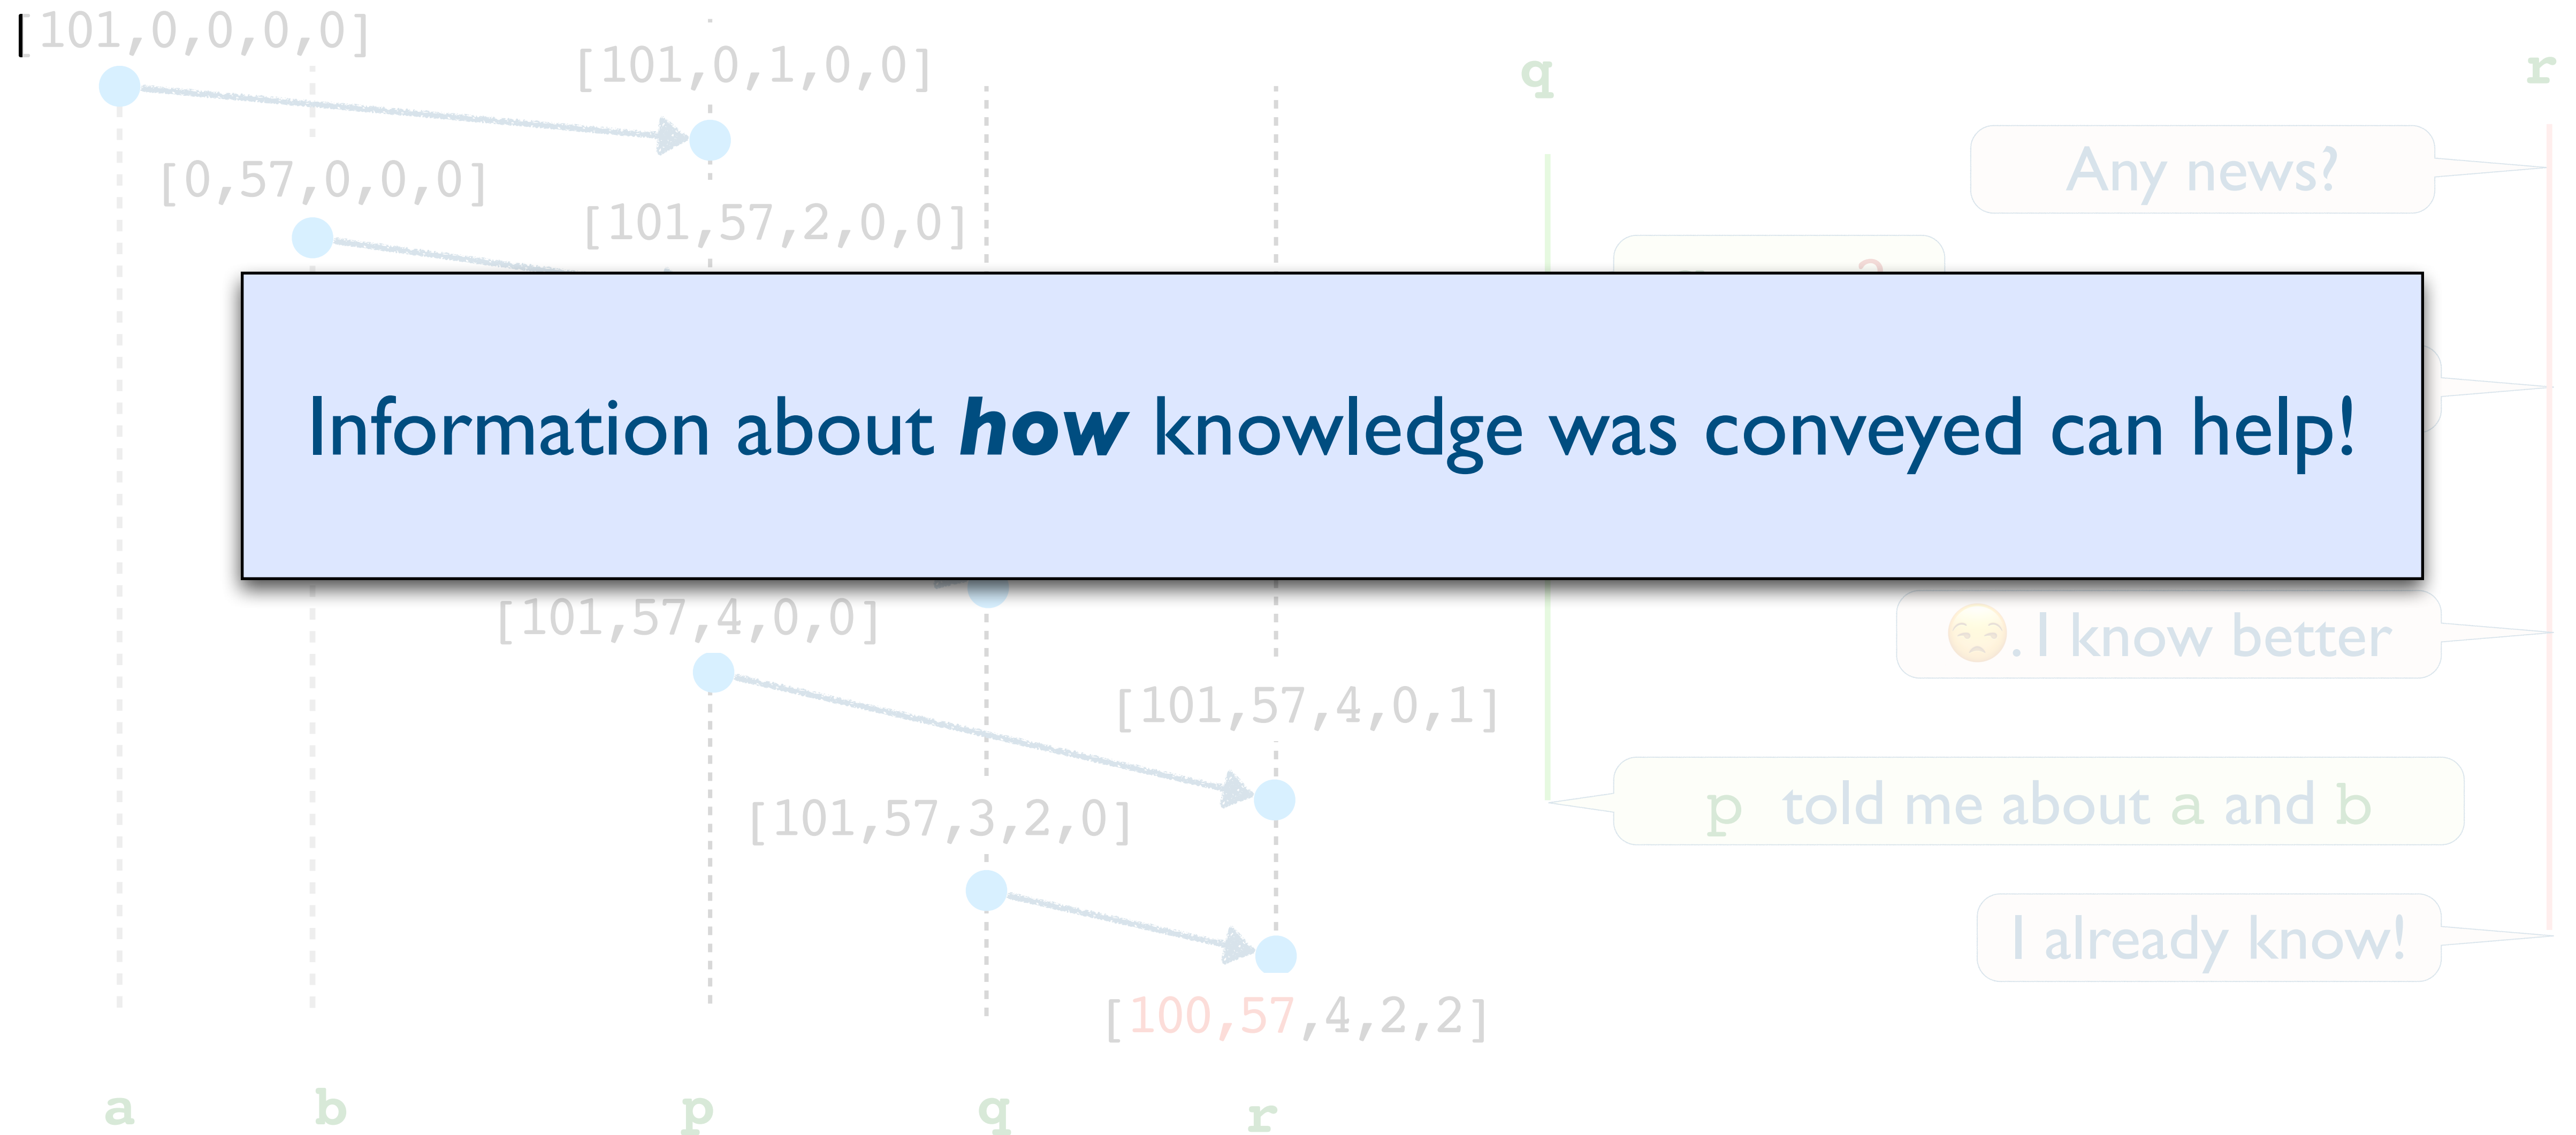 [101,0,0,0,0]
[101,0,1,0,0]
q
r
Any news?
[0,57,0,0,0]
[101,57,2,0,0]
Information about how knowledge was conveyed can help!
[101,57,4,0,0]
😒. I know better
[101,57,4,0,1]
p told me about a and b
[101,57,3,2,0]
I already know!
[100,57,4,2,2]
a b p q r